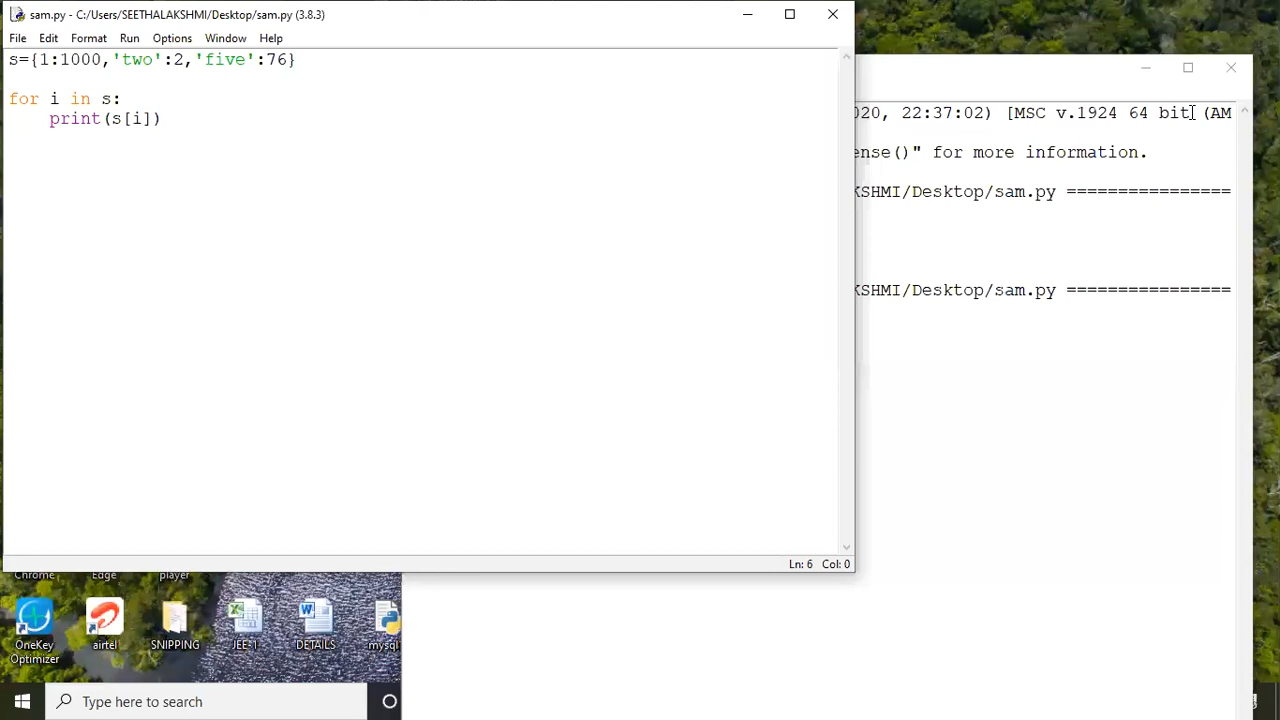 sam.py - C:/Users/SEETHALAKSHMI/Desktop/sam.py (3.8.3)
File Edit Format Run Options Window Help
s={1:1000,'two':2,'five':76}
for i in s:
print(s[i])
020, 22:37:02) [MSC v.1924 64 bit (AM
ense()" for more information.
KSHMI/Desktop/sam.py ================
KSHMI/Desktop/sam.py ================
Ln: 6 Col: 0
Chrome Edge player
OneKey Optimizer
airtel
SNIPPING
JEE 1
DETAILS
mysql
Type here to search